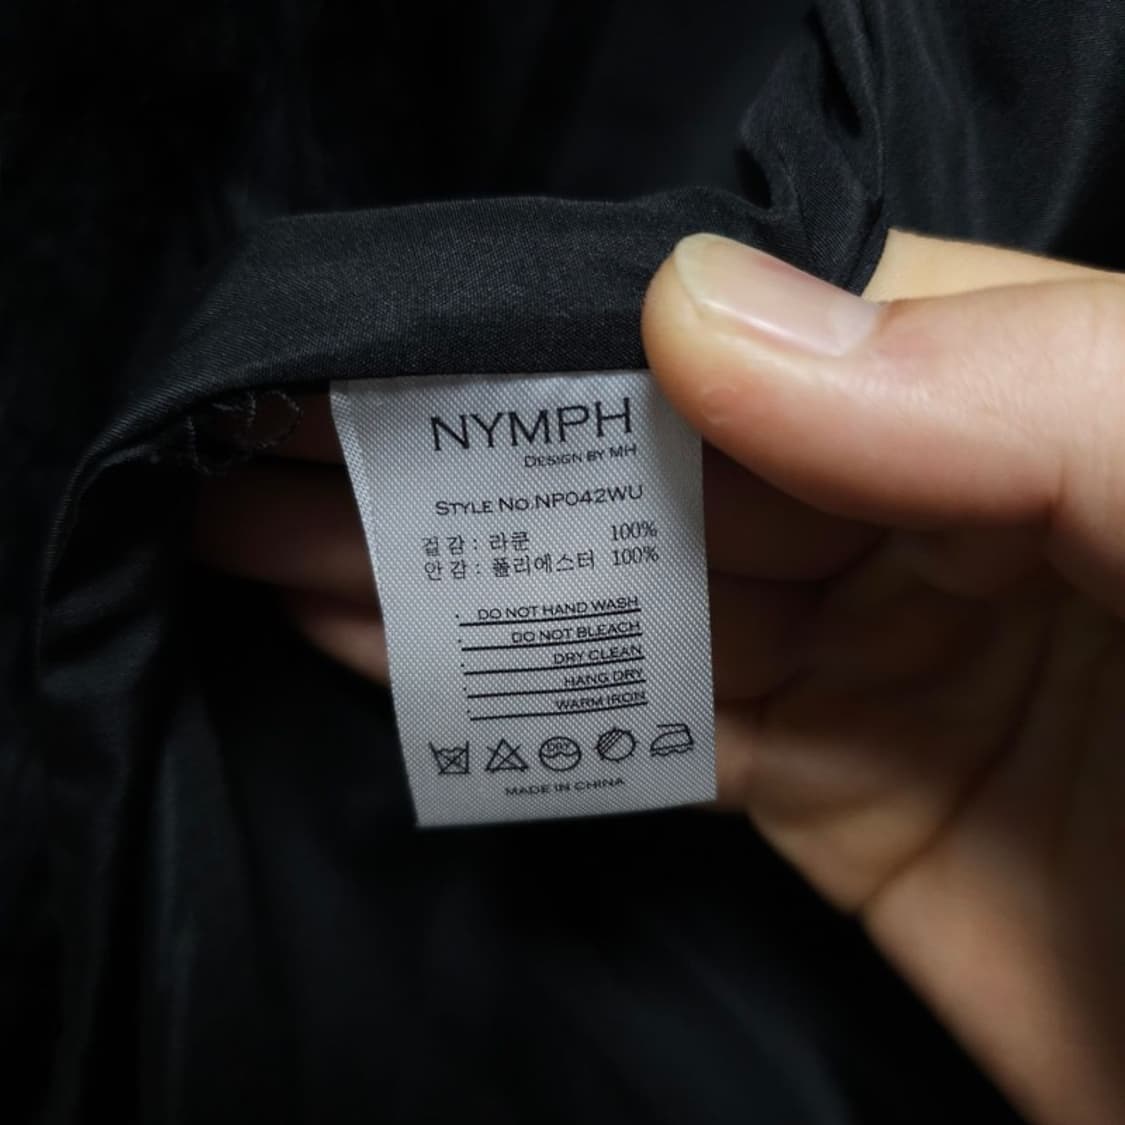 NYMPH
DESIGN BY MH
STYLE NO.NP042WU
겉 감 : 라쿤 100%
안 감 : 폴리에스터 100%
. DO NOT HAND WASH
. DO NOT BLEACH
. DRY CLEAN
. HANG DRY
. WARM IRON
DRY
MADE IN CHINA